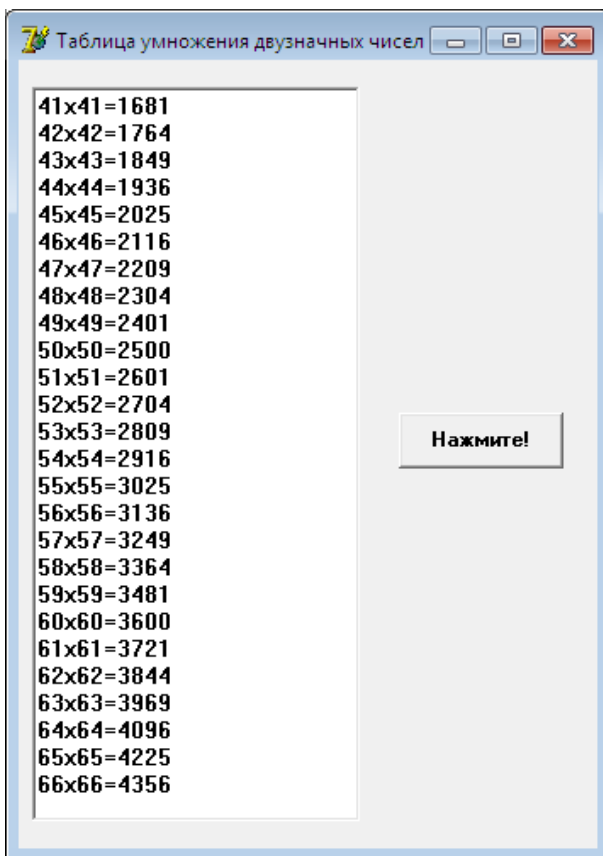 Таблица умножения двузначных чисел
41x41=1681
42x42=1764
43x43=1849
44x44=1936
45x45=2025
46x46=2116
47x47=2209
48x48=2304
49x49=2401
50x50=2500
51x51=2601
52x52=2704
53x53=2809
54x54=2916
55x55=3025
56x56=3136
57x57=3249
58x58=3364
59x59=3481
60x60=3600
61x61=3721
62x62=3844
63x63=3969
64x64=4096
65x65=4225
66x66=4356
Нажмите!